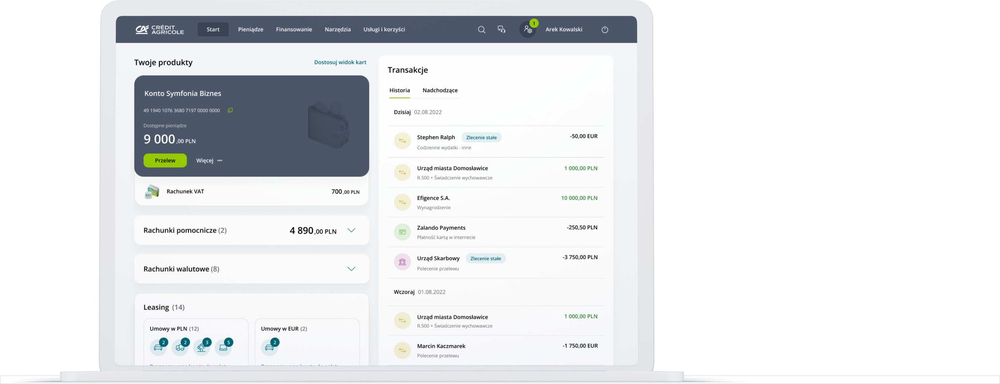 CRÉDIT
AGRICOLE
Start Pieniądze Finansowanie Narzędzia Usługi i korzyści 1 Arek Kowalski
Twoje produkty Dostosuj widok kart
Konto Symfonia Biznes
49 1940 1076 3680 7197 0000 0000
Dostępne pieniądze
9 000,00 PLN
Przelew Więcej
VAT Rachunek VAT 700,00 PLN
Rachunki pomocnicze (2) 4 890,00 PLN
Rachunki walutowe (8)
Leasing (14)
Umowy w PLN (12)
2 2 3 5
Umowy w EUR (2)
2
Transakcje
Historia Nadchodzące
Dzisiaj 02.08.2022
Stephen Ralph Zlecenie stałe -50,00 EUR
Codzienne wydatki - inne
Urząd miasta Domosławice 1 000,00 PLN
R.500 + Świadczenie wychowawcze
Efigence S.A. 10 000,00 PLN
Wynagrodzenie
Zalando Payments -250,50 PLN
Płatność kartą w internecie
Urząd Skarbowy Zlecenie stałe -3 750,00 PLN
Polecenie przelewu
Wczoraj 01.08.2022
Urząd miasta Domosławice 1 000,00 PLN
R.500 + Świadczenie wychowawcze
Marcin Kaczmarek -1 750,00 EUR
Polecenie przelewu